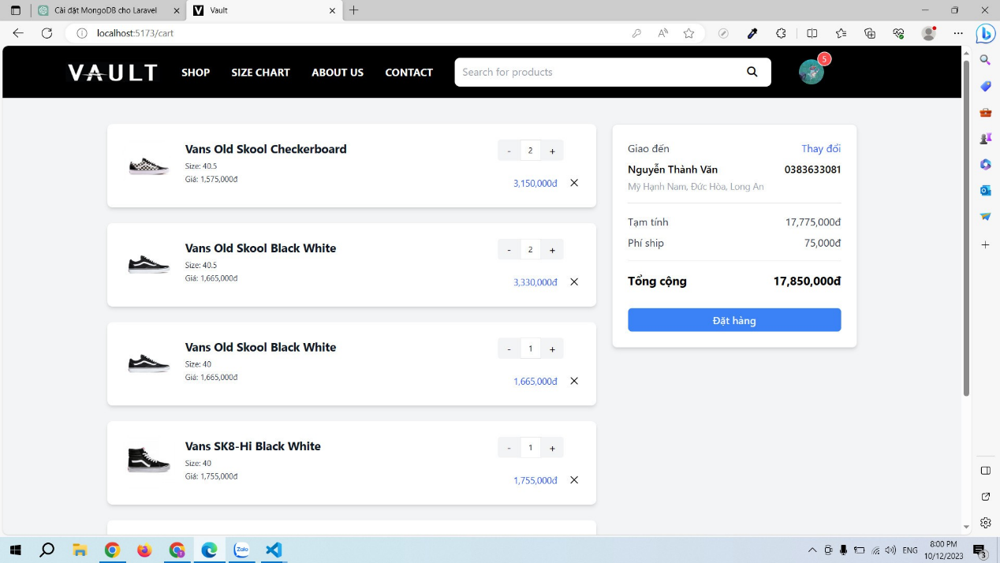 Cài đặt MongoDB cho Laravel
Vault
localhost:5173/cart
VAULT
SHOP
SIZE CHART
ABOUT US
CONTACT
Search for products
5
Vans Old Skool Checkerboard
Size: 40.5
Giá: 1,575,000đ
- 2 +
3,150,000đ
Vans Old Skool Black White
Size: 40.5
Giá: 1,665,000đ
- 2 +
3,330,000đ
Vans Old Skool Black White
Size: 40
Giá: 1,665,000đ
- 1 +
1,665,000đ
Vans SK8-Hi Black White
Size: 40
Giá: 1,755,000đ
- 1 +
1,755,000đ
Giao đến Thay đổi
Nguyễn Thành Văn 0383633081
Mỹ Hạnh Nam, Đức Hòa, Long An
Tạm tính 17,775,000đ
Phí ship 75,000đ
Tổng cộng 17,850,000đ
Đặt hàng
Zalo
ENG
8:00 PM
10/12/2023
3